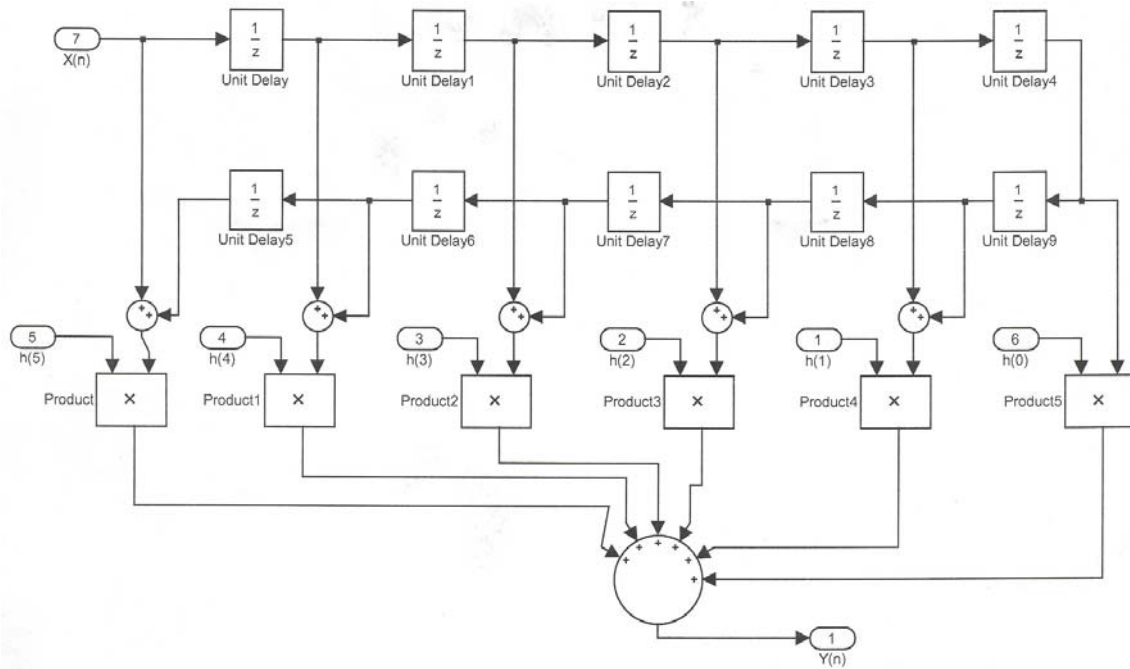 7
X(n)
1
z
Unit Delay
1
z
Unit Delay1
1
z
Unit Delay2
1
z
Unit Delay3
1
z
Unit Delay4
1
z
Unit Delay5
1
z
Unit Delay6
1
z
Unit Delay7
1
z
Unit Delay8
1
z
Unit Delay9
+
+
+
+
+
+
+
+
+
+
5
h(5)
4
h(4)
3
h(3)
2
h(2)
1
h(1)
6
h(0)
Product
×
Product1
×
Product2
×
Product3
×
Product4
×
Product5
×
+
+
+
+
+
+
1
Y(n)